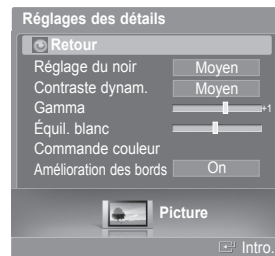 Réglages des détails
Retour
Réglage du noir Moyen
Contraste dynam. Moyen
Gamma +1
Équil. blanc
Commande couleur
Amélioration des bords On
Picture
Intro.